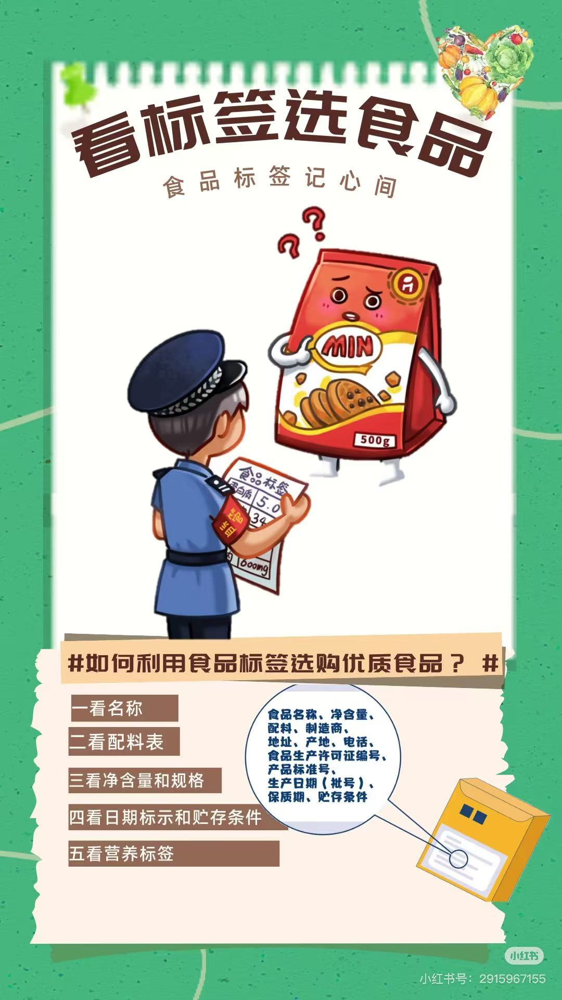 看标签选食品
食品标签记心间
MIN
500g
食品标签
蛋白质 5.0
34
600mg
#如何利用食品标签选购优质食品？ #
一看名称
二看配料表
三看净含量和规格
四看日期标示和贮存条件
五看营养标签
食品名称、净含量、
配料、制造商、
地址、产地、电话、
食品生产许可证编号、
产品标准号、
生产日期（批号）、
保质期、贮存条件
小红书
小红书号：2915967155